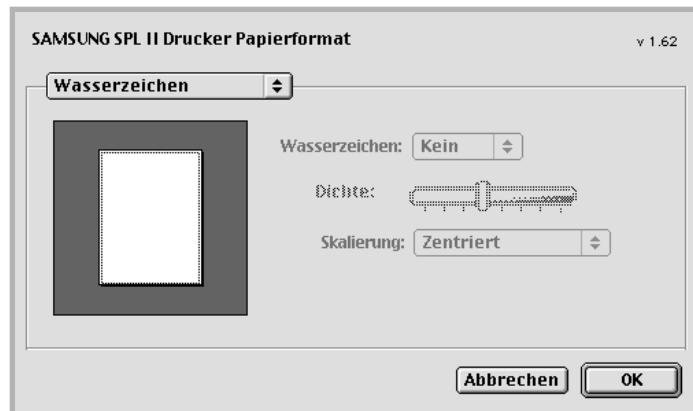 SAMSUNG SPL II Drucker Papierformat v 1.62
Wasserzeichen
Wasserzeichen: Kein
Dichte:
Skalierung: Zentriert
Abbrechen OK